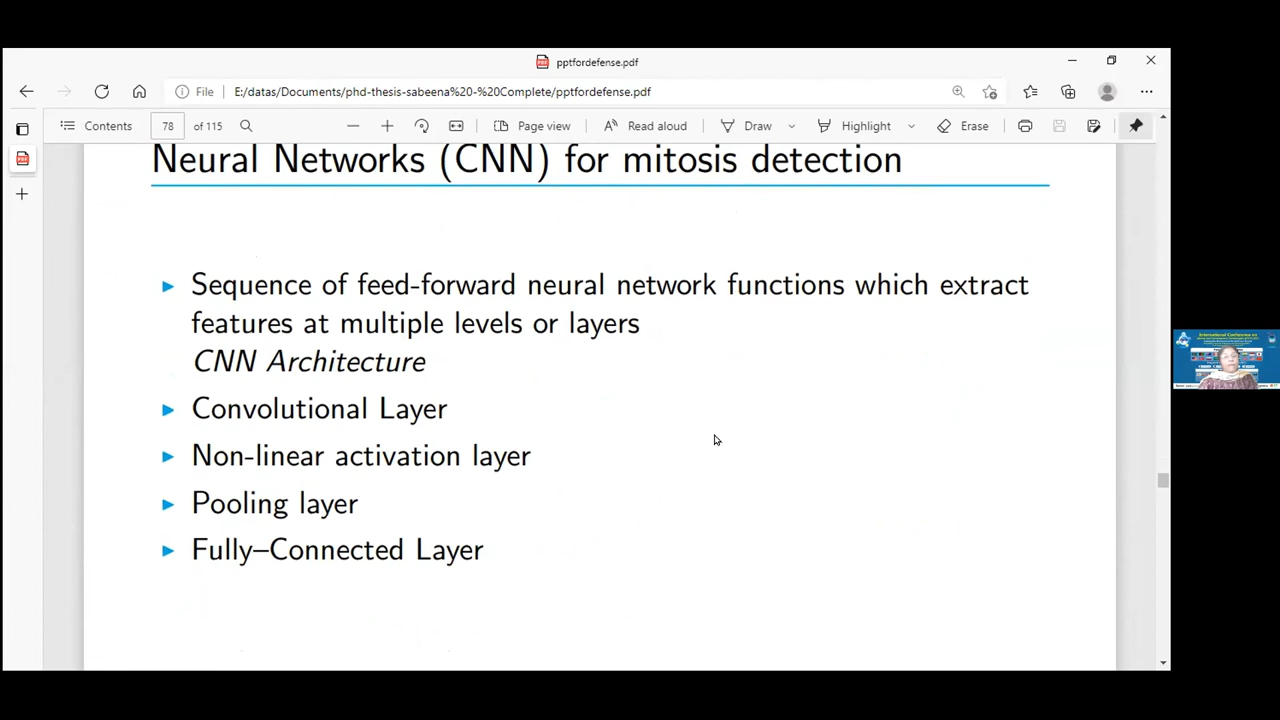 pptfordefense.pdf
File E:/datas/Documents/phd-thesis-sabeena%20-%20Complete/pptfordefense.pdf
Contents 78 of 115 Page view Read aloud Draw Highlight Erase
Neural Networks (CNN) for mitosis detection
Sequence of feed-forward neural network functions which extract
features at multiple levels or layers
CNN Architecture
Convolutional Layer
Non-linear activation layer
Pooling layer
Fully–Connected Layer
International Conference on